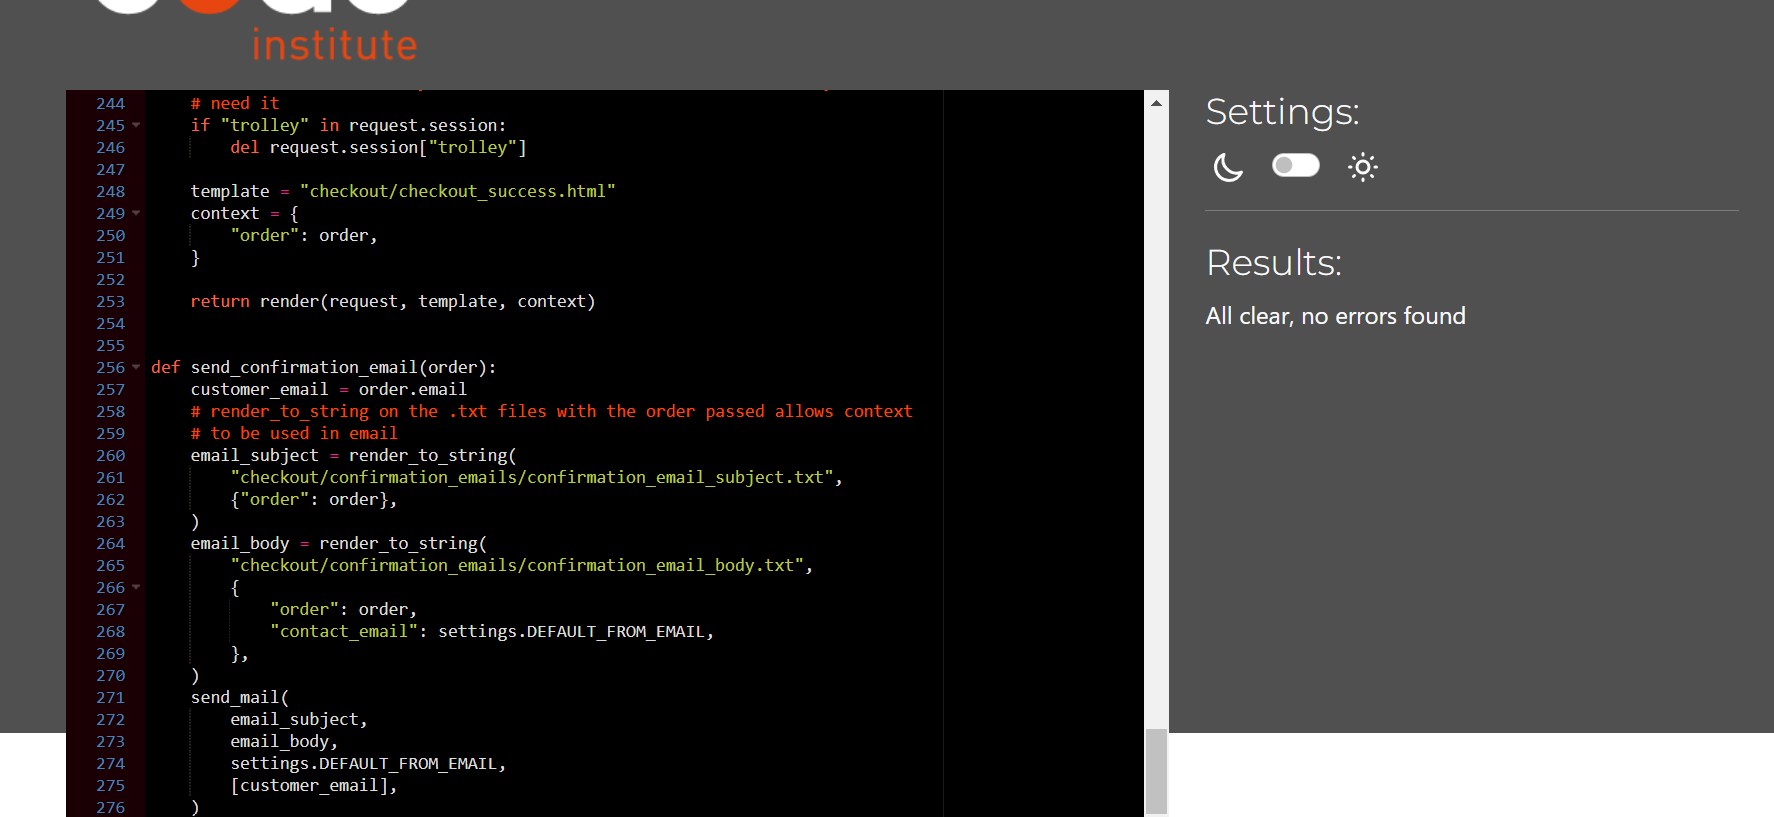 institute
244     # need it
245     if "trolley" in request.session:
246         del request.session["trolley"]
247
248     template = "checkout/checkout_success.html"
249     context = {
250         "order": order,
251     }
252
253     return render(request, template, context)
254
255
256 def send_confirmation_email(order):
257     customer_email = order.email
258     # render_to_string on the .txt files with the order passed allows context
259     # to be used in email
260     email_subject = render_to_string(
261         "checkout/confirmation_emails/confirmation_email_subject.txt",
262         {"order": order},
263     )
264     email_body = render_to_string(
265         "checkout/confirmation_emails/confirmation_email_body.txt",
266         {
267             "order": order,
268             "contact_email": settings.DEFAULT_FROM_EMAIL,
269         },
270     )
271     send_mail(
272         email_subject,
273         email_body,
274         settings.DEFAULT_FROM_EMAIL,
275         [customer_email],
276     )
Settings:
Results:
All clear, no errors found